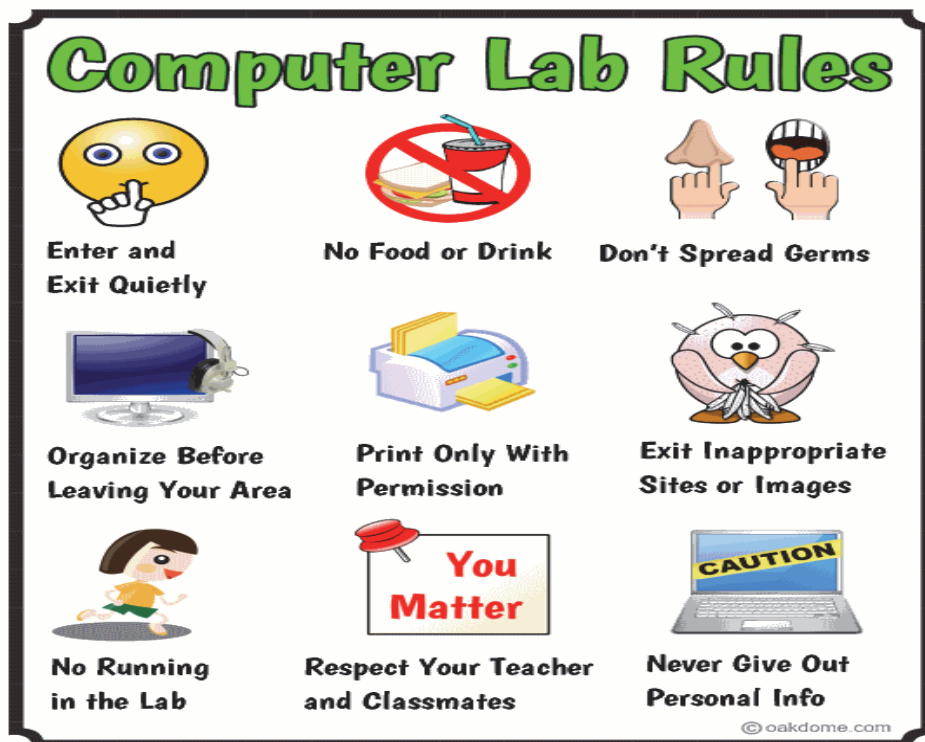 Computer Lab Rules
Enter and
Exit Quietly
No Food or Drink
Don't Spread Germs
Organize Before
Leaving Your Area
Print Only With
Permission
Exit Inappropriate
Sites or Images
No Running
in the Lab
You
Matter
Respect Your Teacher
and Classmates
CAUTION
Never Give Out
Personal Info
©oakdome.com